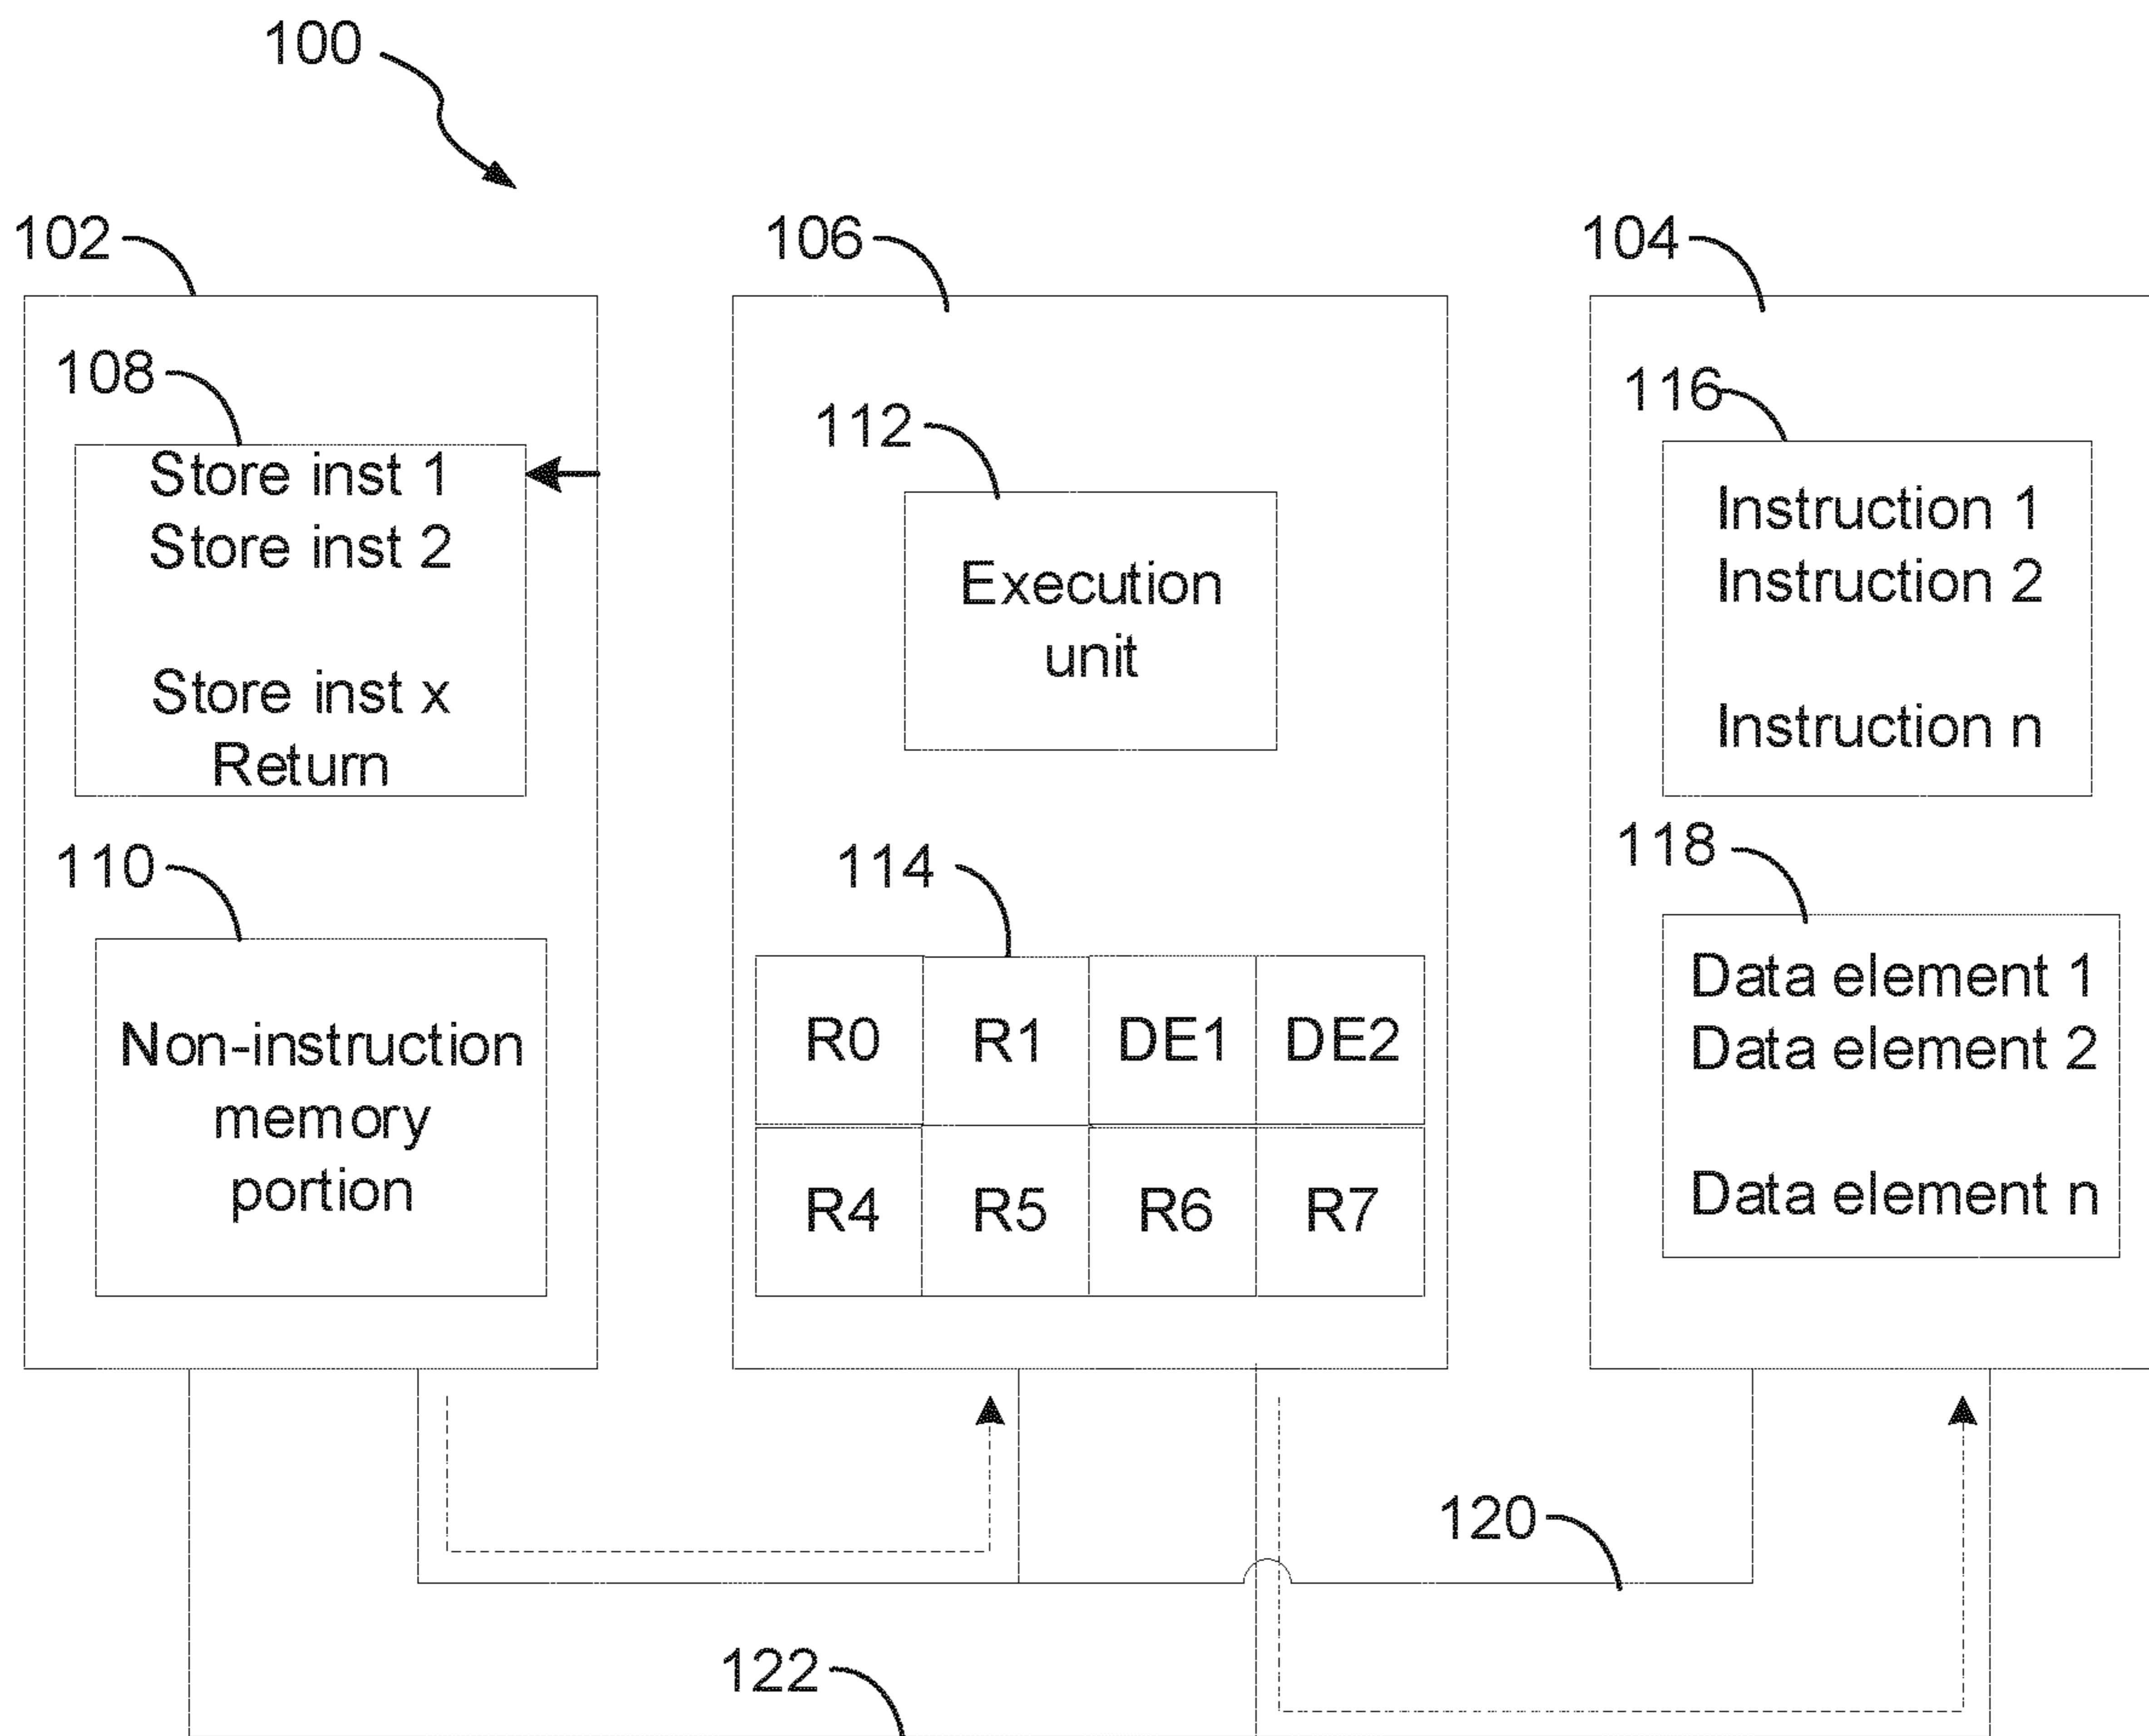 100
102
106
104
108
Store inst 1
Store inst 2
Store inst x
Return
110
Non-instruction
memory
portion
112
Execution
unit
114
R0 R1 DE1 DE2
R4 R5 R6 R7
116
Instruction 1
Instruction 2
Instruction n
118
Data element 1
Data element 2
Data element n
120
122